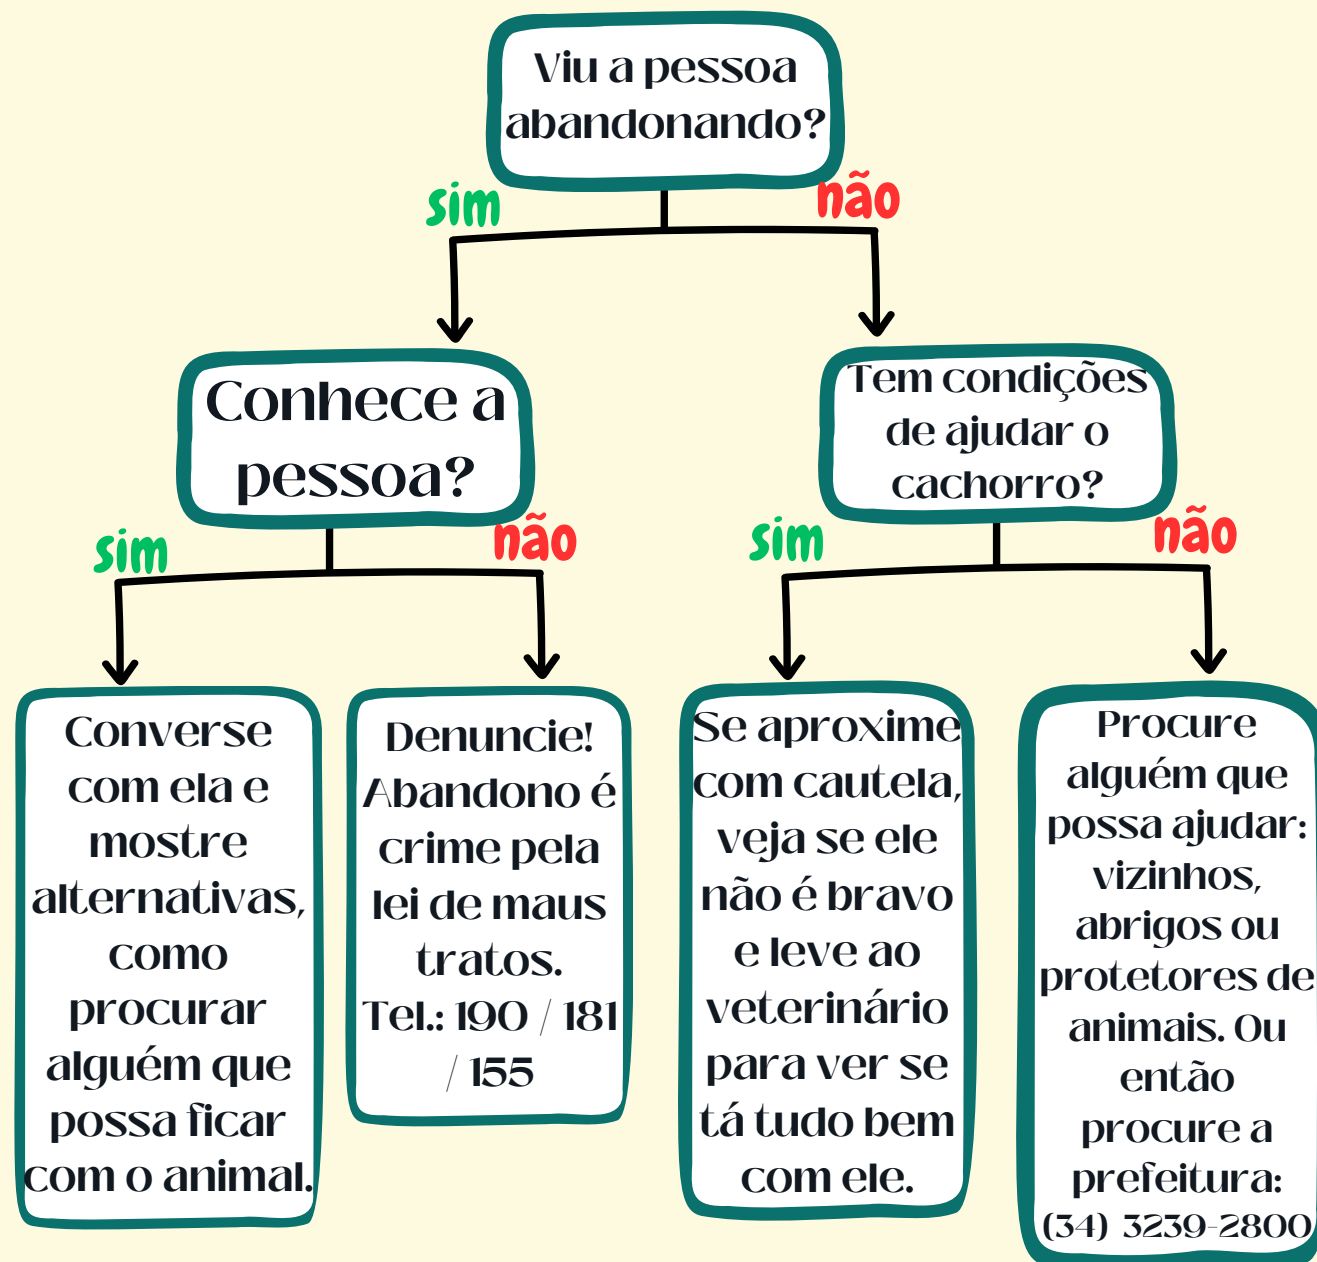 Viu a pessoa
abandonando?
sim
não
Conhece a
pessoa?
Tem condições
de ajudar o
cachorro?
sim
não
sim
não
Converse
com ela e
mostre
alternativas,
como
procurar
alguém que
possa ficar
com o animal.
Denuncie!
Abandono é
crime pela
lei de maus
tratos.
Tel.: 190 / 181
/ 155
Se aproxime
com cautela,
veja se ele
não é bravo
e leve ao
veterinário
para ver se
tá tudo bem
com ele.
Procure
alguém que
possa ajudar:
vizinhos,
abrigos ou
protetores de
animais. Ou
então
procure a
prefeitura:
(34) 3239-2800